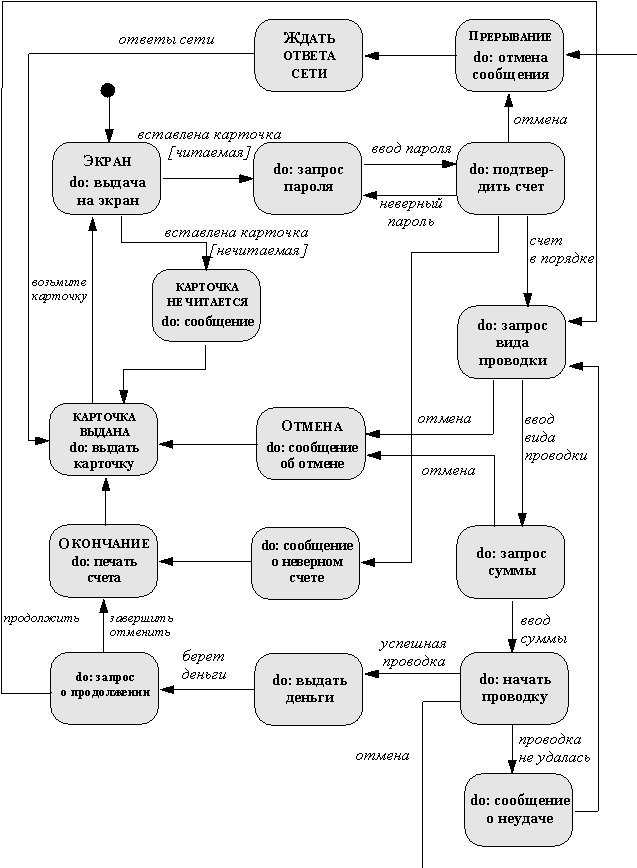 ответы сети
ЖДАТЬ
ОТВЕТА
СЕТИ
ПРЕРЫВАНИЕ
do: отмена
сообщения
отмена
вставлена карточка
[читаемая]
ввод пароля
ЭКРАН
do: выдача
на экран
do: запрос
пароля
do: подтвер-
дить счет
неверный
пароль
вставлена карточка
[нечитаемая]
счет
в порядке
возьмите
карточку
КАРТОЧКА
НЕ ЧИТАЕТСЯ
do: сообщение
do: запрос
вида
проводки
КАРТОЧКА
ВЫДАНА
do: выдать
карточку
ОТМЕНА
do: сообщение
об отмене
отмена
ввод
вида
проводки
отмена
ОКОНЧАНИЕ
do: печать
счета
do: сообщение
о неверном
счете
do: запрос
суммы
продолжить
завершить
отменить
ввод
суммы
берет
деньги
успешная
проводка
do: запрос
о продолжении
do: выдать
деньги
do: начать
проводку
отмена
проводка
не удалась
do: сообщение
о неудаче